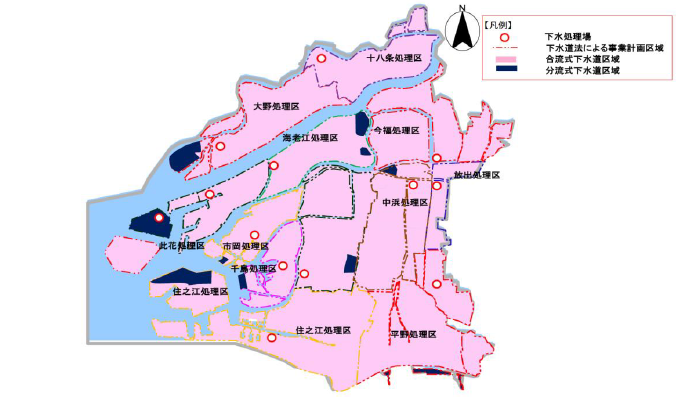 N
【凡例】
下水処理場
下水道法による事業計画区域
合流式下水道区域
分流式下水道区域
十八条処理区
大野処理区
海老江処理区
今福処理区
放出処理区
中浜処理区
此花処理区
市岡処理区
千島処理区
住之江処理区
住之江処理区
平野処理区